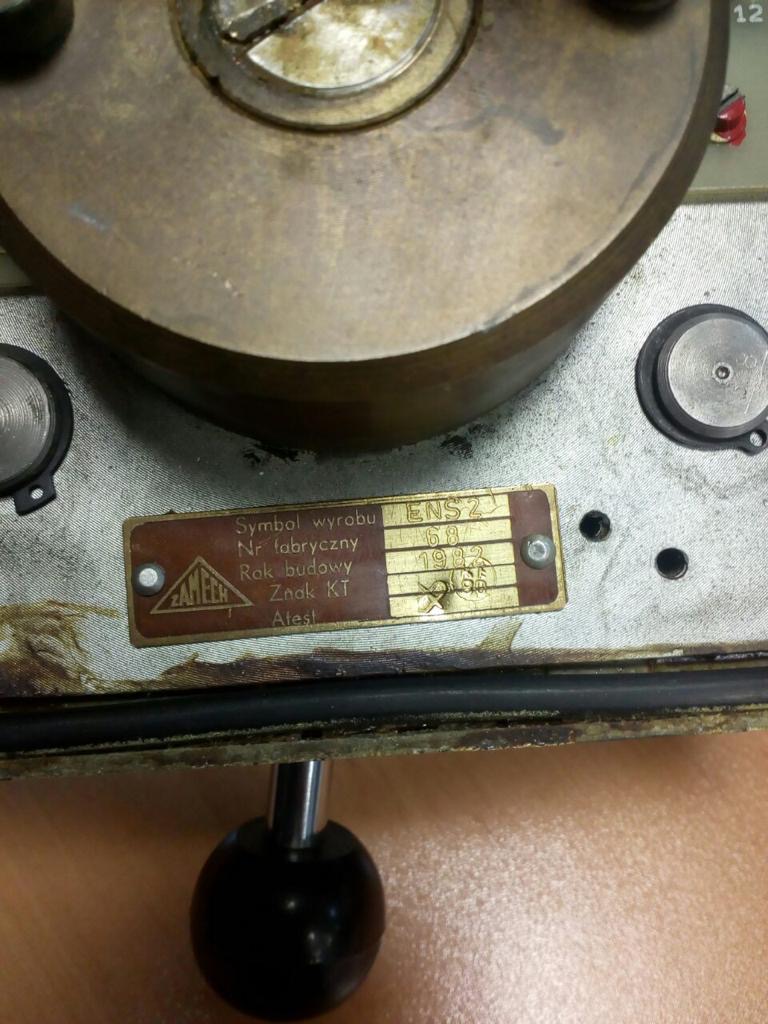 12
Symbol wyrobu ENS2
Nr fabryczny 68
Rok budowy 1982
Znak KT
Atest
ZAMECH